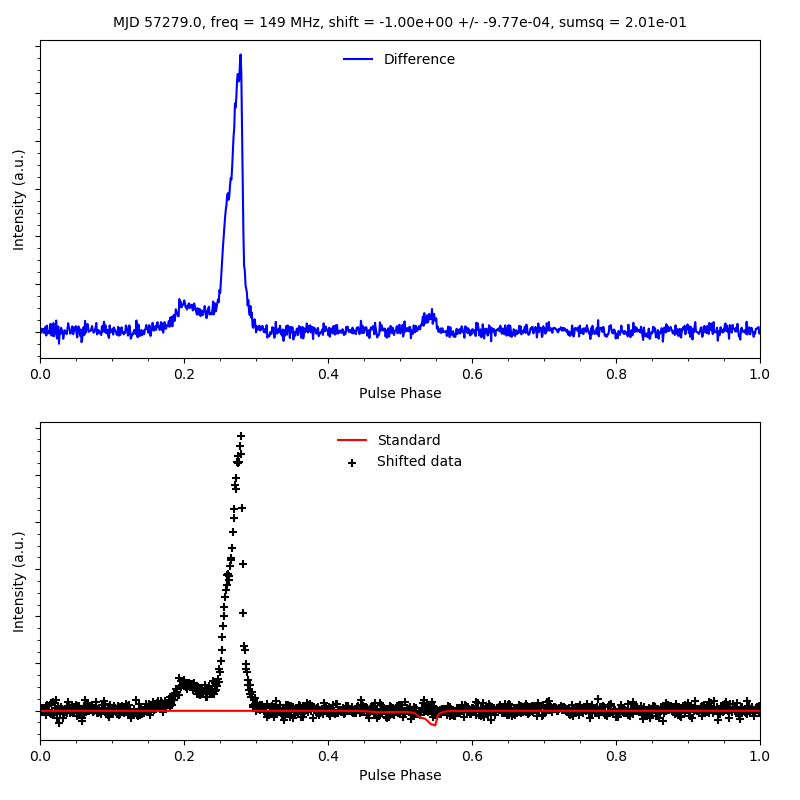 MJD 57279.0, freq = 149 MHz, shift = -1.00e+00 +/- -9.77e-04, sumsq = 2.01e-01
Difference
Intensity (a.u.)
0.0 0.2 0.4 0.6 0.8 1.0
Pulse Phase
Standard
Shifted data
Intensity (a.u.)
0.0 0.2 0.4 0.6 0.8 1.0
Pulse Phase